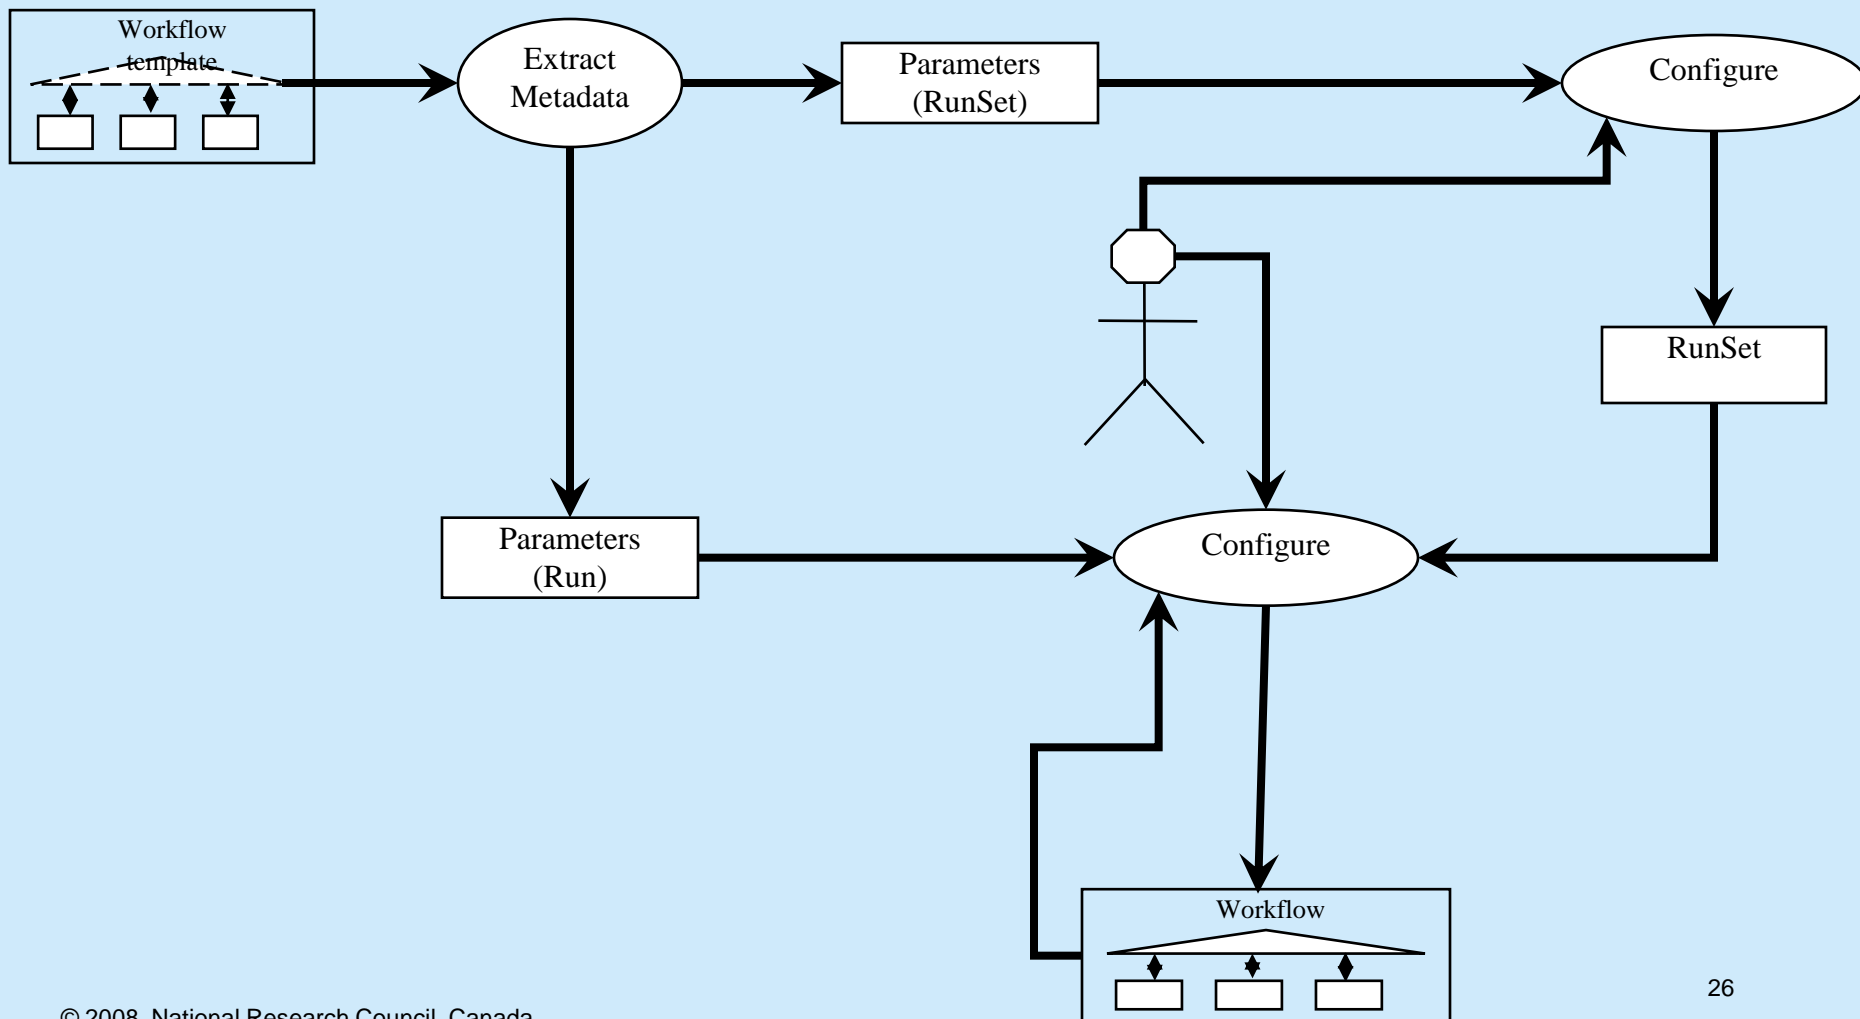 Workflow
template
Extract
Metadata
Parameters
(RunSet)
Configure
RunSet
Parameters
(Run)
Configure
Workflow
26
© 2008 National Research Council Canada